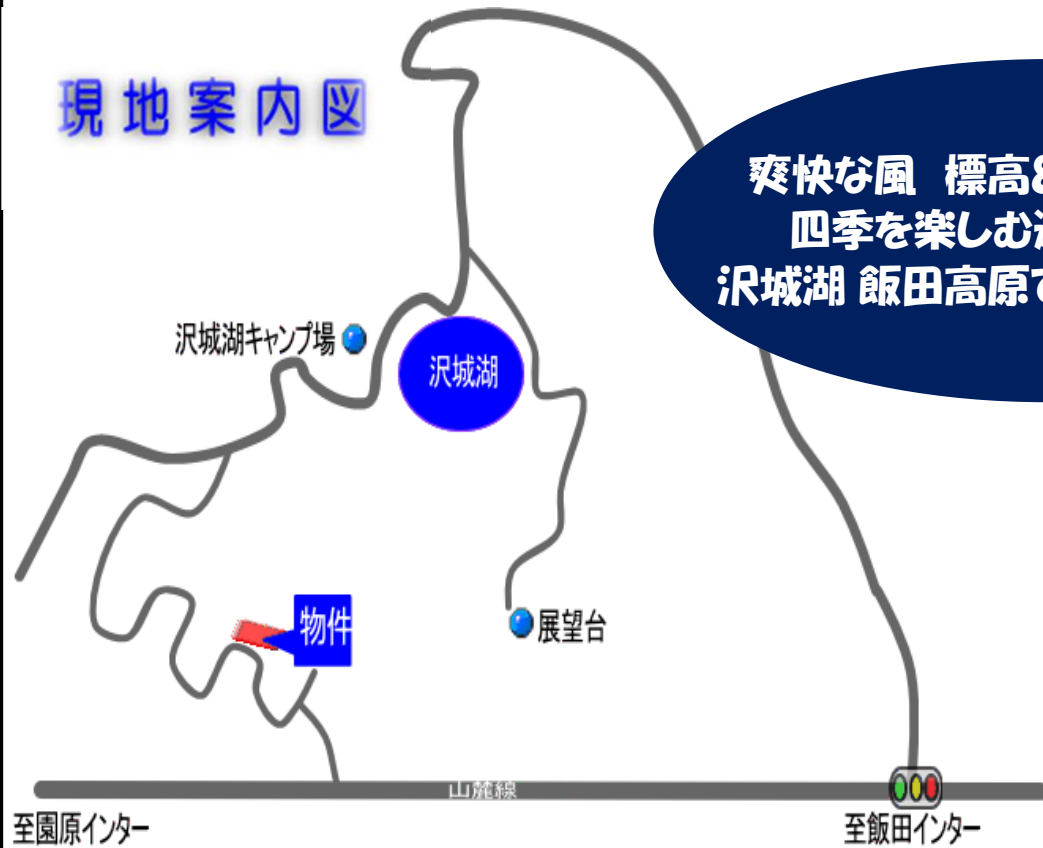 現地案内図
爽快な風 標高8
四季を楽しむ
沢城湖 飯田高原
沢城湖キャンプ場
沢城湖
物件
展望台
山麓線
至園原インター
至飯田インター